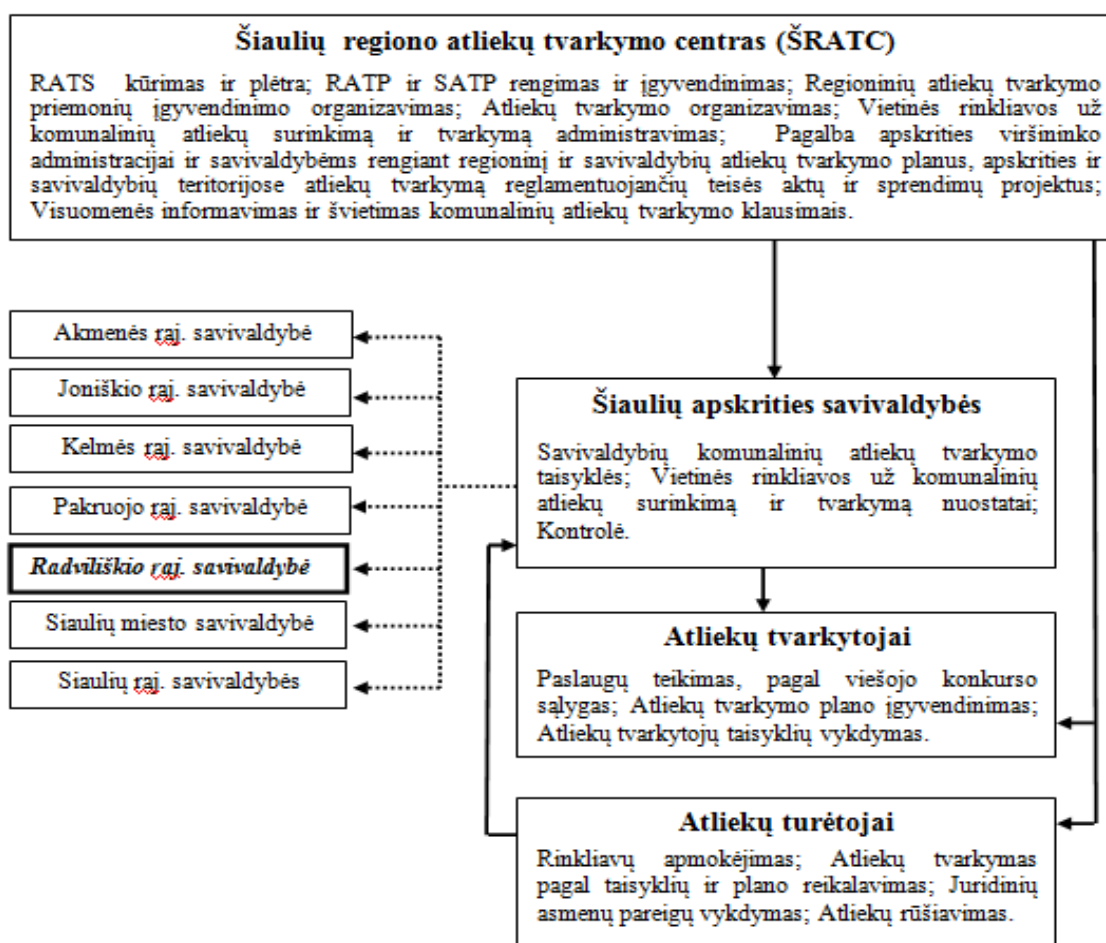 Šiaulių regiono atliekų tvarkymo centras (ŠRATC)
RATS kūrimas ir plėtra; RATP ir SATP rengimas ir įgyvendinimas; Regioninių atliekų tvarkymo
priemonių įgyvendinimo organizavimas; Atliekų tvarkymo organizavimas; Vietinės rinkliavos už
komunalinių atliekų surinkimą ir tvarkymą administravimas; Pagalba apskrities viršininko
administracijai ir savivaldybėms rengiant regioninį ir savivaldybių atliekų tvarkymo planus, apskrities ir
savivaldybių teritorijose atliekų tvarkymą reglamentuojančių teisės aktų ir sprendimų projektus;
Visuomenės informavimas ir švietimas komunalinių atliekų tvarkymo klausimais.
Akmenės raj. savivaldybė
Joniškio raj. savivaldybė
Kelmės raj. savivaldybė
Pakruojo raj. savivaldybė
Radviliškio raj. savivaldybė
Siaulių miesto savivaldybė
Siaulių raj. savivaldybės
Šiaulių apskrities savivaldybės
Savivaldybių komunalinių atliekų tvarkymo
taisyklės; Vietinės rinkliavos už komunalinių
atliekų surinkimą ir tvarkymą nuostatai;
Kontrolė.
Atliekų tvarkytojai
Paslaugų teikimas, pagal viešojo konkurso
sąlygas; Atliekų tvarkymo plano įgyvendinimas;
Atliekų tvarkytojų taisyklių vykdymas.
Atliekų turėtojai
Rinkliavų apmokėjimas; Atliekų tvarkymas
pagal taisyklių ir plano reikalavimas; Juridinių
asmenų pareigų vykdymas; Atliekų rūšiavimas.